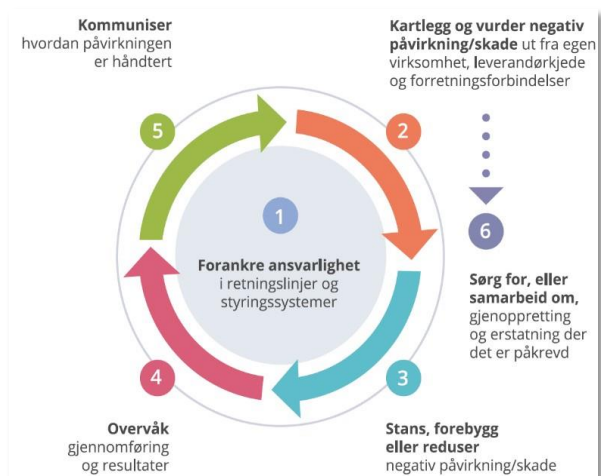 Kommuniser
hvordan påvirkningen
er håndtert
Kartlegg og vurder negativ
påvirkning/skade ut fra egen
virksomhet, leverandørkjede
og forretningsforbindelser
5
2
1
6
Forankre ansvarlighet
i retningslinjer og
styringssystemer
Sørg for, eller
samarbeid om,
gjenoppretting
og erstatning der
det er påkrevd
4
3
Overvåk
gjennomføring
og resultater
Stans, forebygg
eller reduser
negativ påvirkning/skade